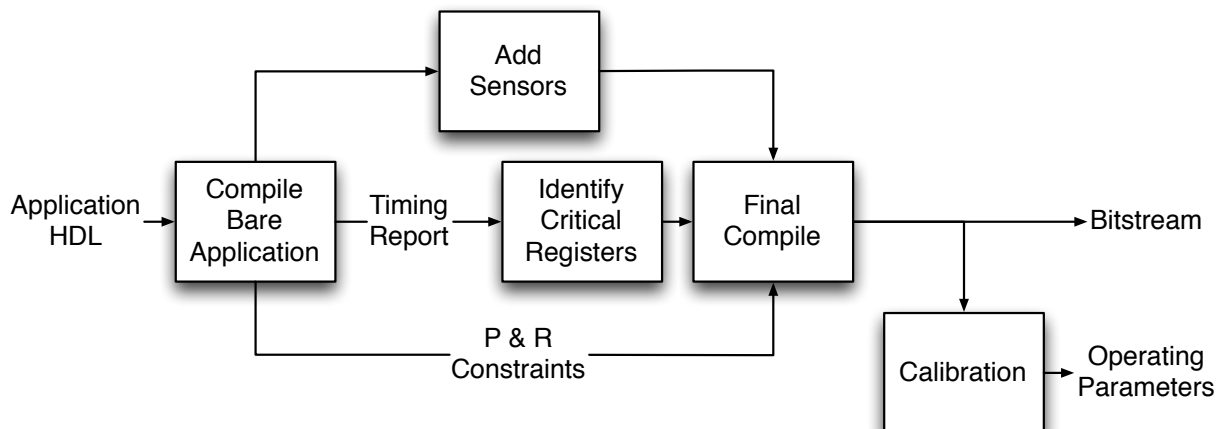 Add
Sensors
Application
HDL
Compile
Bare
Application
Timing
Report
Identify
Critical
Registers
Final
Compile
Bitstream
P & R
Constraints
Calibration
Operating
Parameters